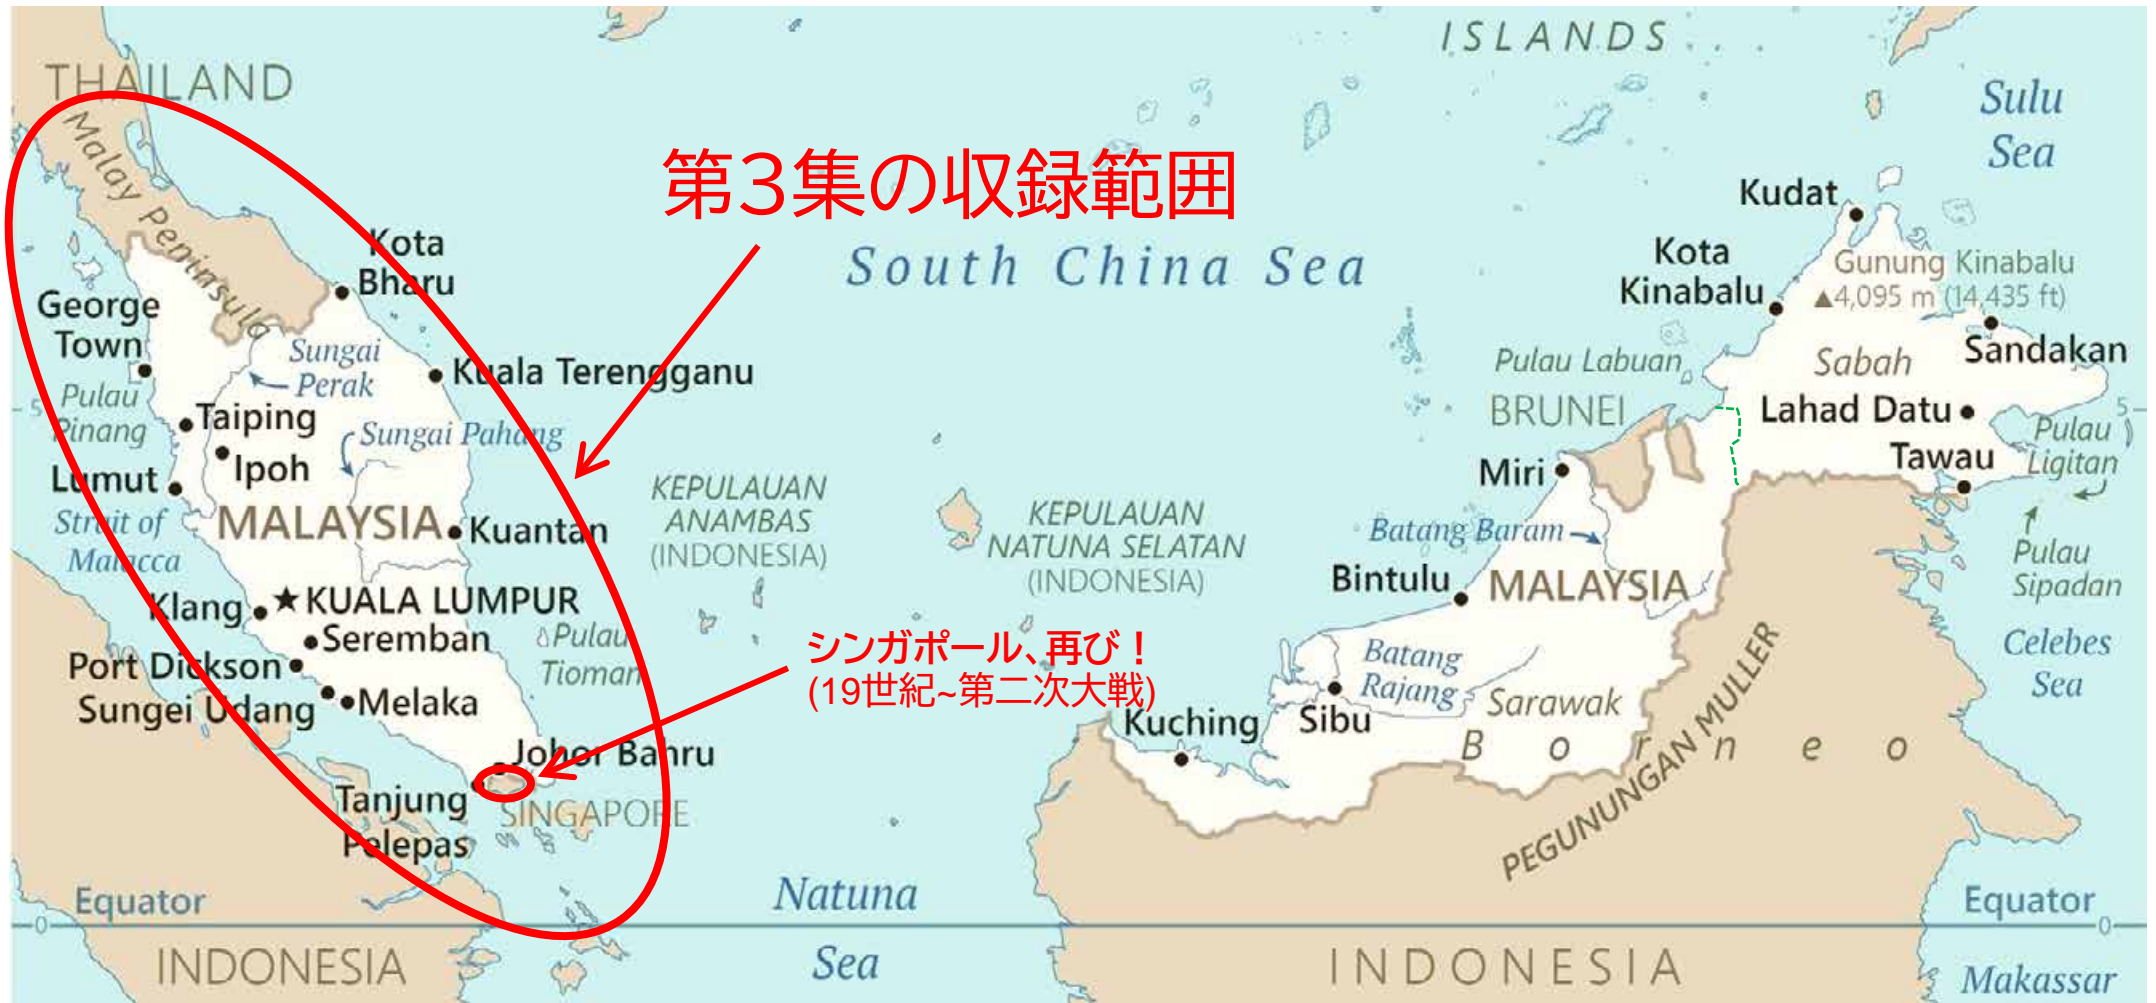 THAILAND
Malay Peninsula
ISLANDS
Sulu
Sea
第3集の収録範囲
South China Sea
Kota
Bharu
George
Town
Pulau
Pinang
Sungai
Perak
Kuala Terengganu
Taiping
Sungai Pahang
Ipoh
Lumut
Strait of
Malacca
MALAYSIA
Kuantan
Klang
KUALA LUMPUR
Seremban
Port Dickson
Sungei Udang
Melaka
Pulau
Tioman
Johor Bahru
Tanjung
Pelepas
SINGAPORE
シンガポール、再び！
(19世紀~第二次大戦)
KEPULAUAN
ANAMBAS
(INDONESIA)
KEPULAUAN
NATUNA SELATAN
(INDONESIA)
Kudat
Kota
Kinabalu
Gunung Kinabalu
▲4,095 m (14,435 ft)
Sandakan
Pulau Labuan
Sabah
BRUNEI
Lahad Datu
5
5
Pulau
Ligitan
Tawau
Miri
Batang Baram
Pulau
Sipadan
Bintulu
MALAYSIA
Celebes
Sea
Batang
Rajang
Sarawak
Kuching
Sibu
Borneo
PEGUNUNGAN MULLER
Equator
0
Natuna
Sea
Equator
0
INDONESIA
INDONESIA
Makassar